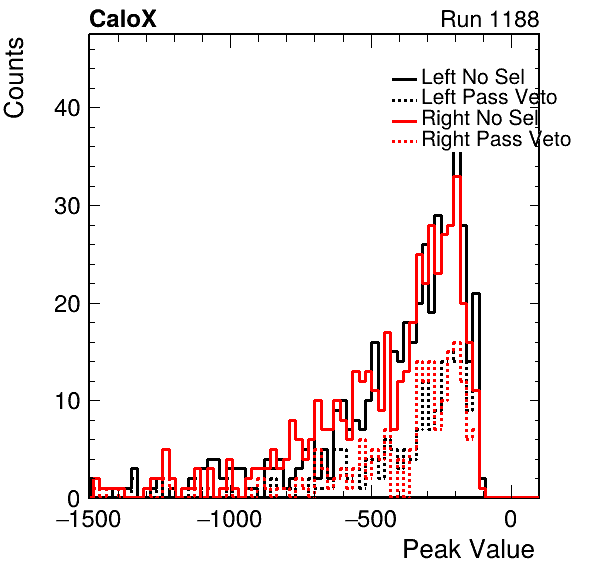 CaloX Run 1188
Counts
Left No Sel
Left Pass Veto
Right No Sel
Right Pass Veto
40
30
20
10
0
−1500 −1000 −500 0
Peak Value